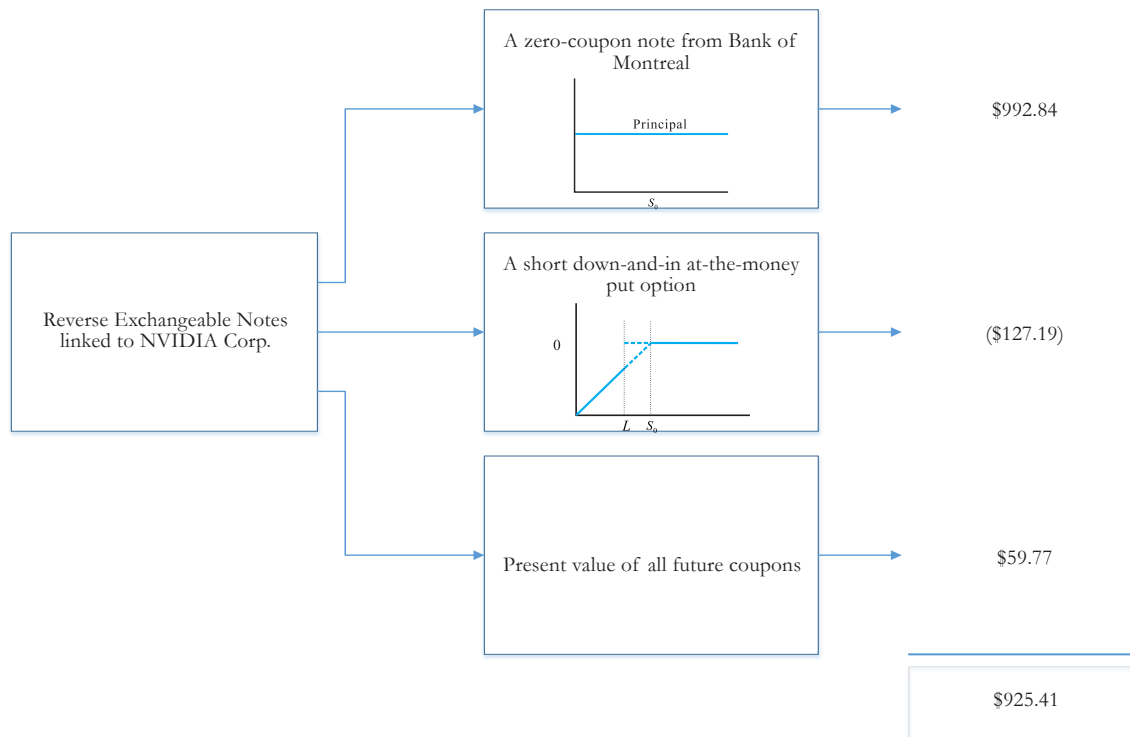 A zero-coupon note from Bank of
Montreal
Principal
S₀
$992.84
Reverse Exchangeable Notes
linked to NVIDIA Corp.
A short down-and-in at-the-money
put option
0
L S₀
($127.19)
Present value of all future coupons
$59.77
$925.41